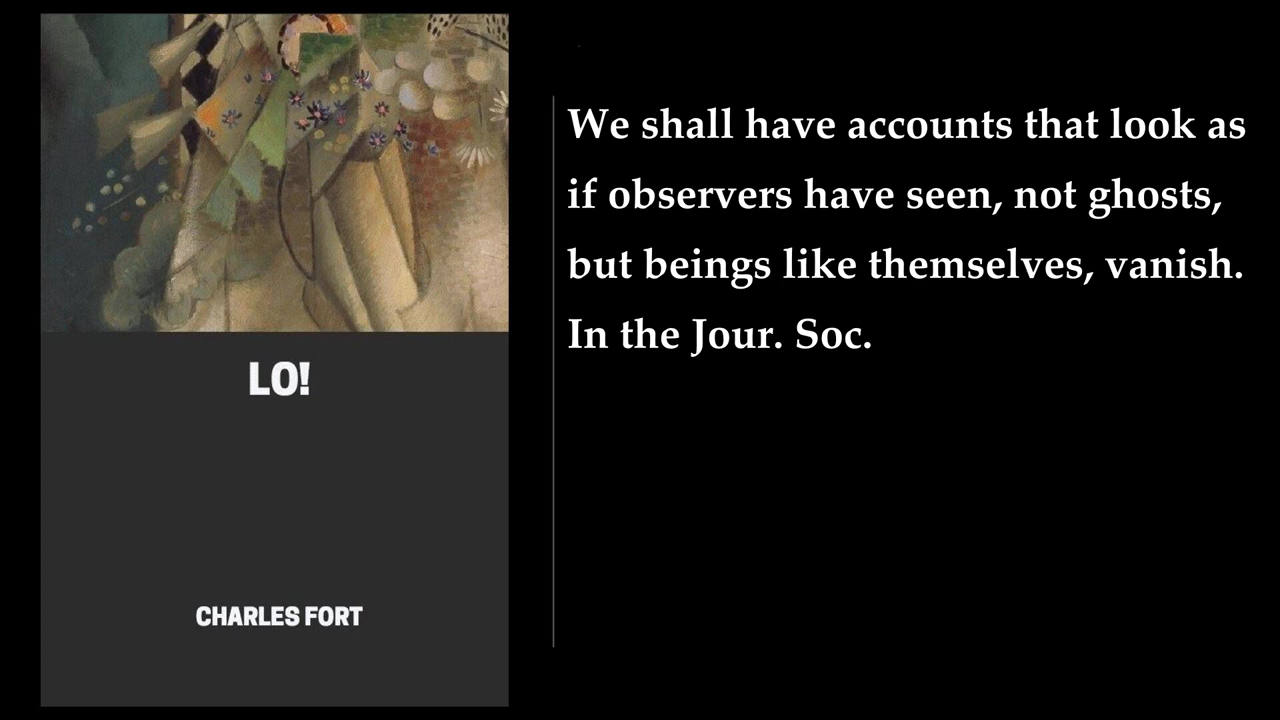 LO!
CHARLES FORT
We shall have accounts that look as
if observers have seen, not ghosts,
but beings like themselves, vanish.
In the Jour. Soc.